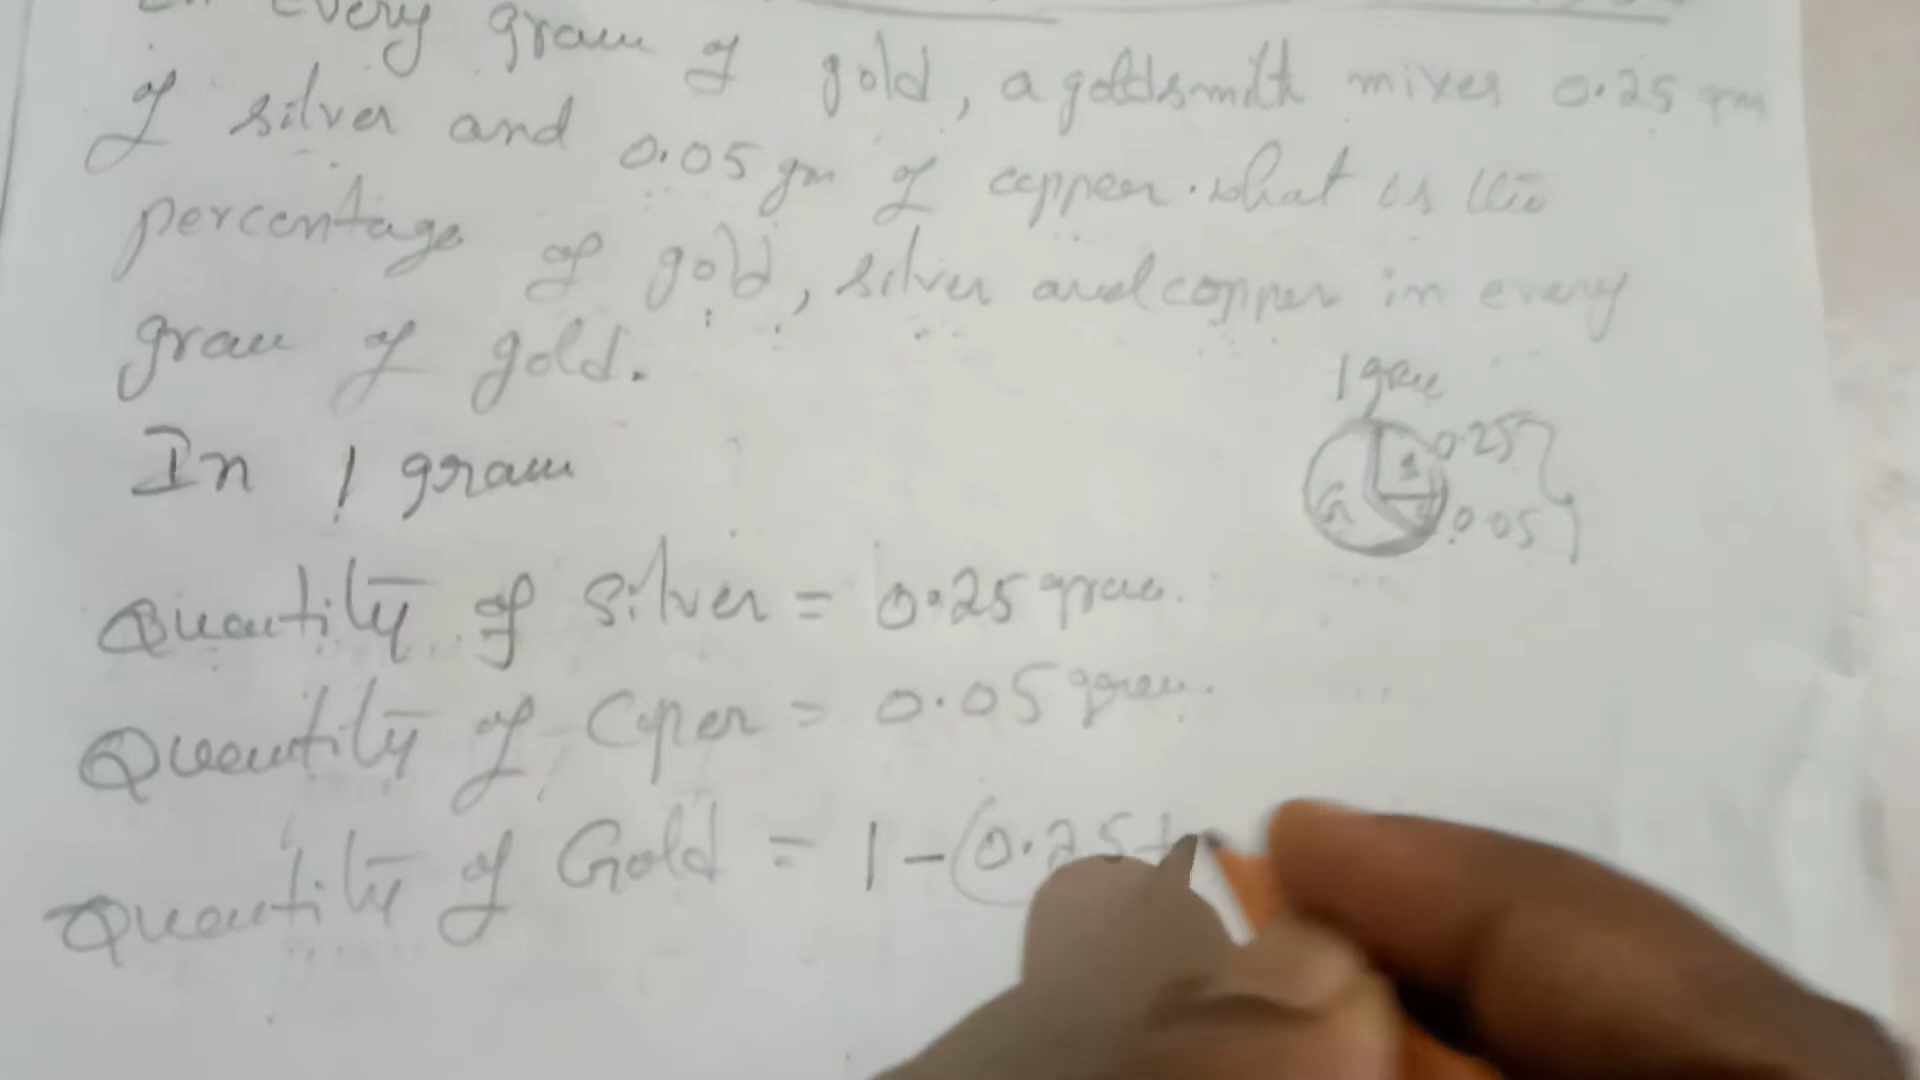 In every gram of gold, a goldsmith mixes 0.25 gm
of silver and 0.05 gm of copper. what is the
percentage of gold, silver and copper in every
gram of gold.
In 1 gram
1 gram
0.25
S
G
0.05
Quantity of Silver = 0.25 gram.
Quantity of Coper = 0.05 gram.
Quantity of Gold = 1 - (0.25 +